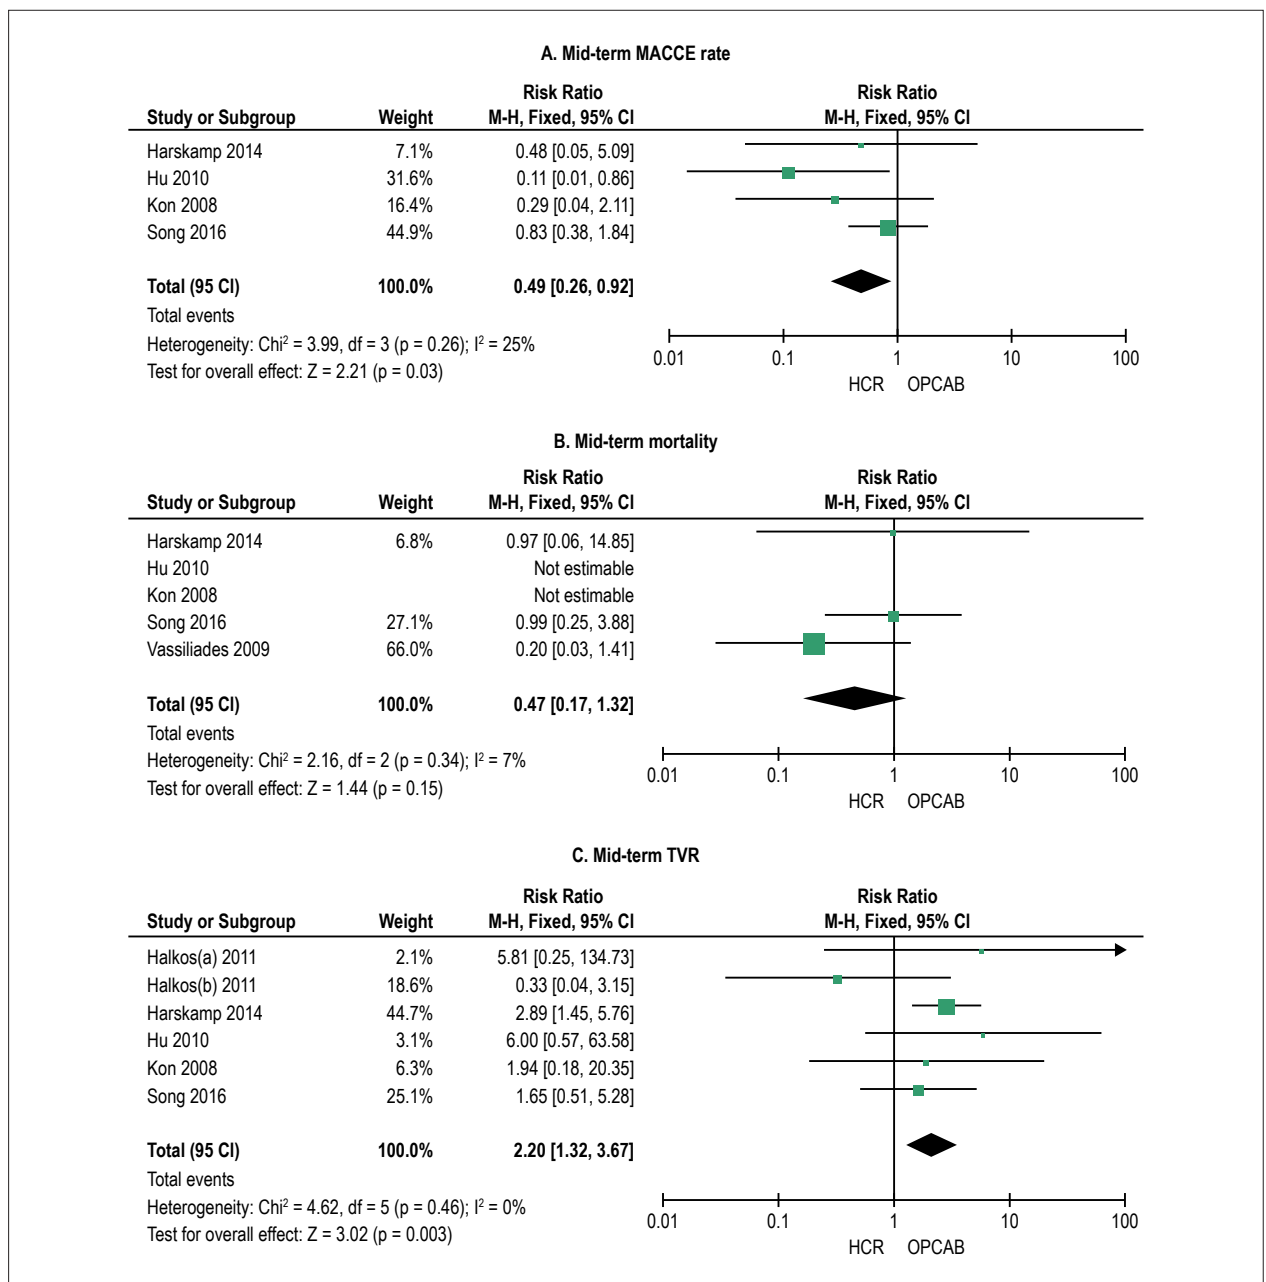 A. Mid-term MACCE rate
Risk Ratio Risk Ratio
Study or Subgroup Weight M-H, Fixed, 95% CI M-H, Fixed, 95% CI
Harskamp 2014 7.1% 0.48 [0.05, 5.09]
Hu 2010 31.6% 0.11 [0.01, 0.86]
Kon 2008 16.4% 0.29 [0.04, 2.11]
Song 2016 44.9% 0.83 [0.38, 1.84]
Total (95 CI) 100.0% 0.49 [0.26, 0.92]
Total events
Heterogeneity: Chi² = 3.99, df = 3 (p = 0.26); I² = 25%
Test for overall effect: Z = 2.21 (p = 0.03)
0.01 0.1 1 10 100
HCR OPCAB
B. Mid-term mortality
Risk Ratio Risk Ratio
Study or Subgroup Weight M-H, Fixed, 95% CI M-H, Fixed, 95% CI
Harskamp 2014 6.8% 0.97 [0.06, 14.85]
Hu 2010 Not estimable
Kon 2008 Not estimable
Song 2016 27.1% 0.99 [0.25, 3.88]
Vassiliades 2009 66.0% 0.20 [0.03, 1.41]
Total (95 CI) 100.0% 0.47 [0.17, 1.32]
Total events
Heterogeneity: Chi² = 2.16, df = 2 (p = 0.34); I² = 7%
Test for overall effect: Z = 1.44 (p = 0.15)
0.01 0.1 1 10 100
HCR OPCAB
C. Mid-term TVR
Risk Ratio Risk Ratio
Study or Subgroup Weight M-H, Fixed, 95% CI M-H, Fixed, 95% CI
Halkos(a) 2011 2.1% 5.81 [0.25, 134.73]
Halkos(b) 2011 18.6% 0.33 [0.04, 3.15]
Harskamp 2014 44.7% 2.89 [1.45, 5.76]
Hu 2010 3.1% 6.00 [0.57, 63.58]
Kon 2008 6.3% 1.94 [0.18, 20.35]
Song 2016 25.1% 1.65 [0.51, 5.28]
Total (95 CI) 100.0% 2.20 [1.32, 3.67]
Total events
Heterogeneity: Chi² = 4.62, df = 5 (p = 0.46); I² = 0%
Test for overall effect: Z = 3.02 (p = 0.003)
0.01 0.1 1 10 100
HCR OPCAB